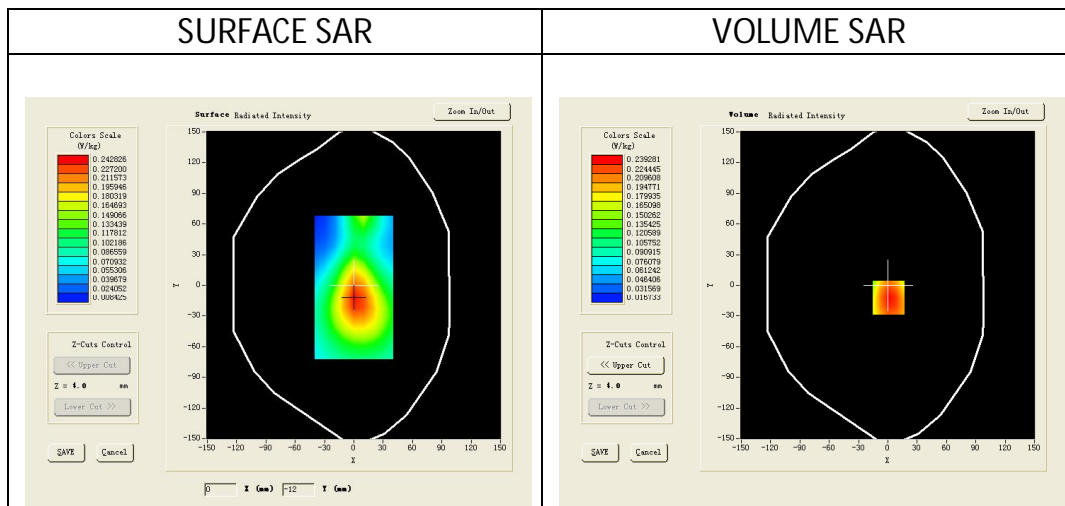 SURFACE SAR
VOLUME SAR
Surface Radiated Intensity
Zoom In/Out
Colors Scale
(W/kg)
0.242826
0.227200
0.211573
0.195946
0.180319
0.164693
0.149066
0.133439
0.117812
0.102186
0.086559
0.070932
0.055306
0.039679
0.024052
0.008425
150
120
90
60
30
0
-30
-60
-90
-120
-150
Y
-150 -120 -90 -60 -30 0 30 60 90 120 150
X
Z-Cuts Control
<< Upper Cut
Z = 4.0 mm
Lower Cut >>
SAVE Cancel
0 X (mm) -12 Y (mm)
Volume Radiated Intensity
Zoom In/Out
Colors Scale
(W/kg)
0.239281
0.224445
0.209608
0.194771
0.179935
0.165098
0.150262
0.135425
0.120589
0.105752
0.090915
0.076079
0.061242
0.046406
0.031569
0.016733
150
120
90
60
30
0
-30
-60
-90
-120
-150
Y
-150 -120 -90 -60 -30 0 30 60 90 120 150
X
Z-Cuts Control
<< Upper Cut
Z = 4.0 mm
Lower Cut >>
SAVE Cancel